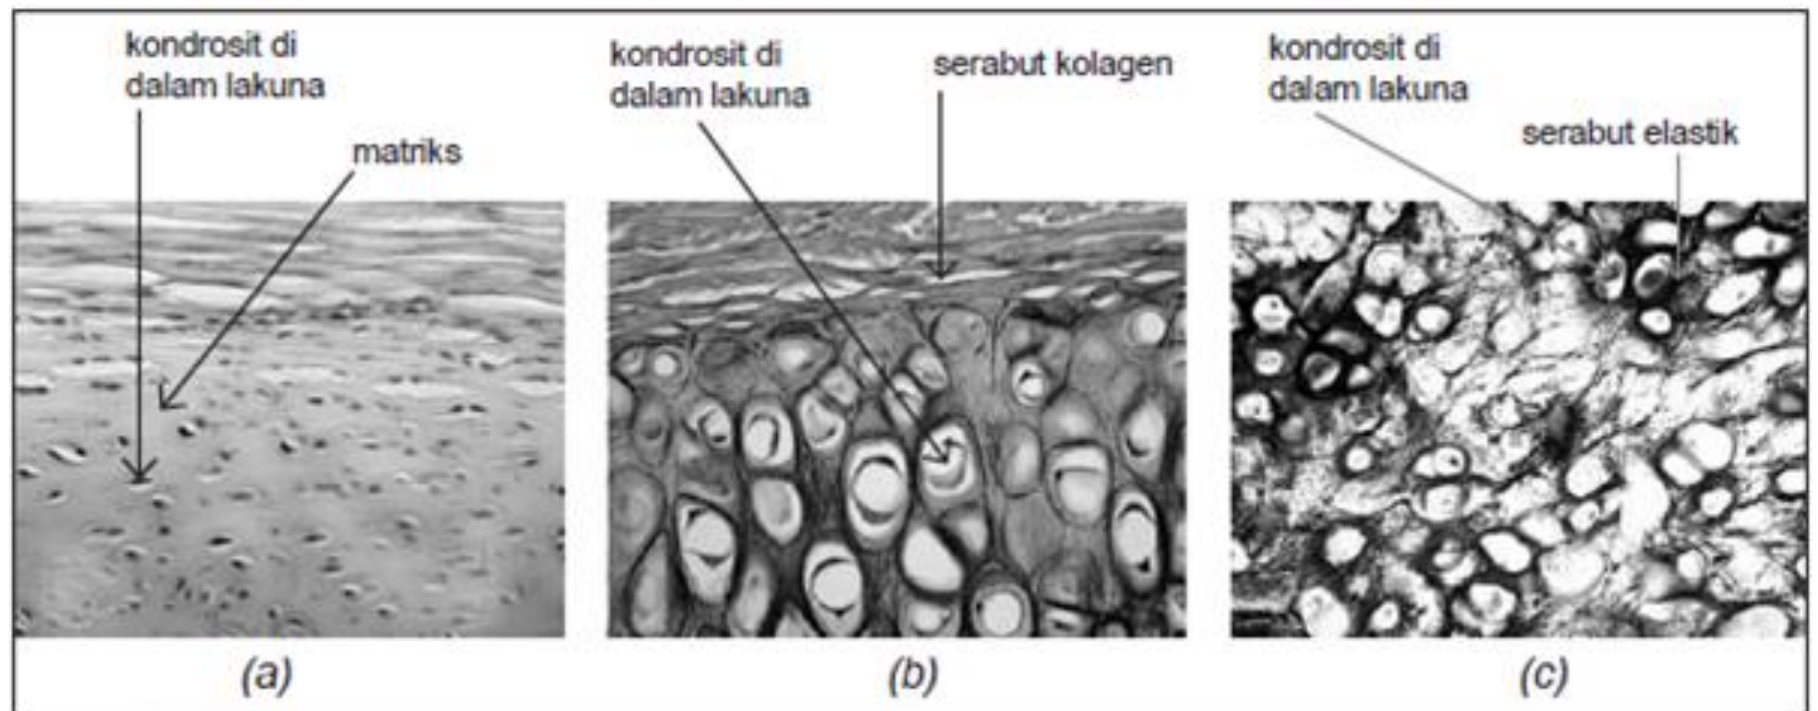 kondrosit di
dalam lakuna
matriks
kondrosit di
dalam lakuna
serabut kolagen
kondrosit di
dalam lakuna
serabut elastik
(a)
(b)
(c)